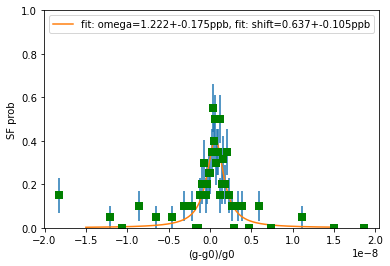 1.0
0.8
0.6
0.4
0.2
0.0
SF prob
fit: omega=1.222+-0.175ppb, fit: shift=0.637+-0.105ppb
−2.0 −1.5 −1.0 −0.5 0.0 0.5 1.0 1.5 2.0
1e−8
(g-g0)/g0